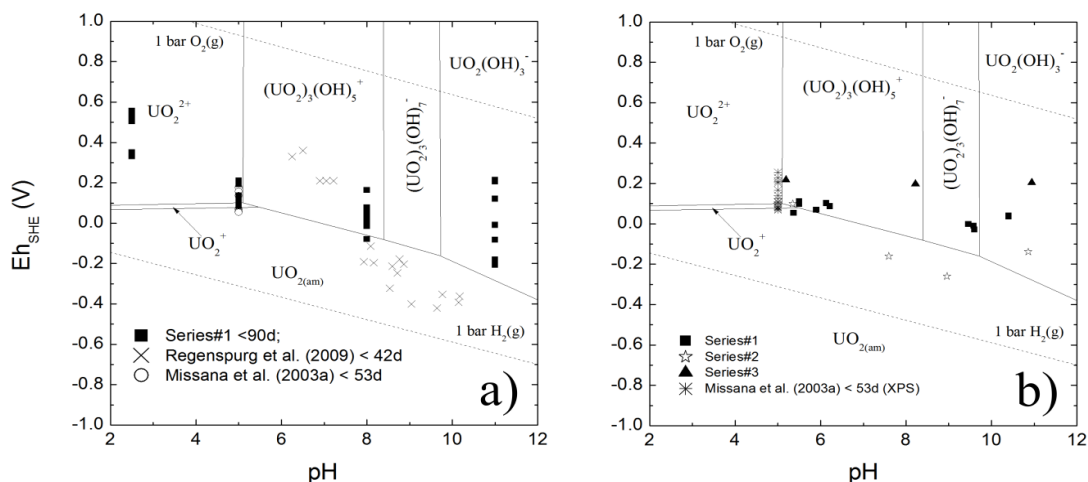 1.0
0.8
0.6
0.4
0.2
0.0
-0.2
-0.4
-0.6
-0.8
1.0
Eh_SHE (V)
1 bar O₂(g)
UO₂²⁺
(UO₂)₃(OH)₅⁺
(UO₂)₃(OH)₇⁻
UO₂(OH)₃⁻
UO₂⁺
UO₂₍ₐₘ₎
1 bar H₂(g)
Series#1 <90d;
Regenspurg et al. (2009) < 42d
Missana et al. (2003a) < 53d
a)
2 4 6 8 10 12
pH
1.0
0.8
0.6
0.4
0.2
0.0
-0.2
-0.4
-0.6
-0.8
-1.0
1 bar O₂(g)
UO₂²⁺
(UO₂)₃(OH)₅⁺
(UO₂)₃(OH)₇⁻
UO₂(OH)₃⁻
UO₂⁺
UO₂₍ₐₘ₎
1 bar H₂(g)
Series#1
Series#2
Series#3
Missana et al. (2003a) < 53d (XPS)
b)
2 4 6 8 10 12
pH